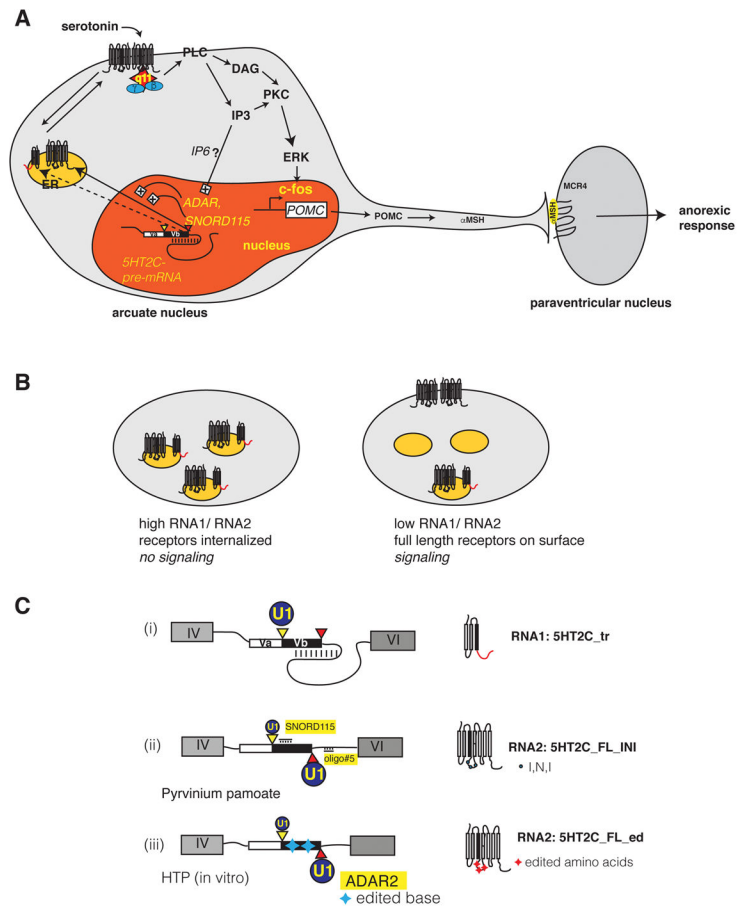 A
serotonin
PLC
DAG
q11
γ β
PKC
IP3
IP6?
ERK
ER
c-fos
ADAR,
SNORD115
POMC
POMC
αMSH
αMSH
MCR4
anorexic
response
Va Vb
nucleus
5HT2C-
pre-mRNA
arcuate nucleus
paraventricular nucleus
B
high RNA1/ RNA2
receptors internalized
no signaling
low RNA1/ RNA2
full length receptors on surface
signaling
C
(i)
IV
U1
Va Vb
VI
RNA1: 5HT2C_tr
(ii)
IV
U1
SNORD115
VI
oligo#5
U1
RNA2: 5HT2C_FL_INI
I,N,I
Pyrvinium pamoate
(iii)
IV
U1
U1
RNA2: 5HT2C_FL_ed
edited amino acids
HTP (in vitro)
ADAR2
edited base